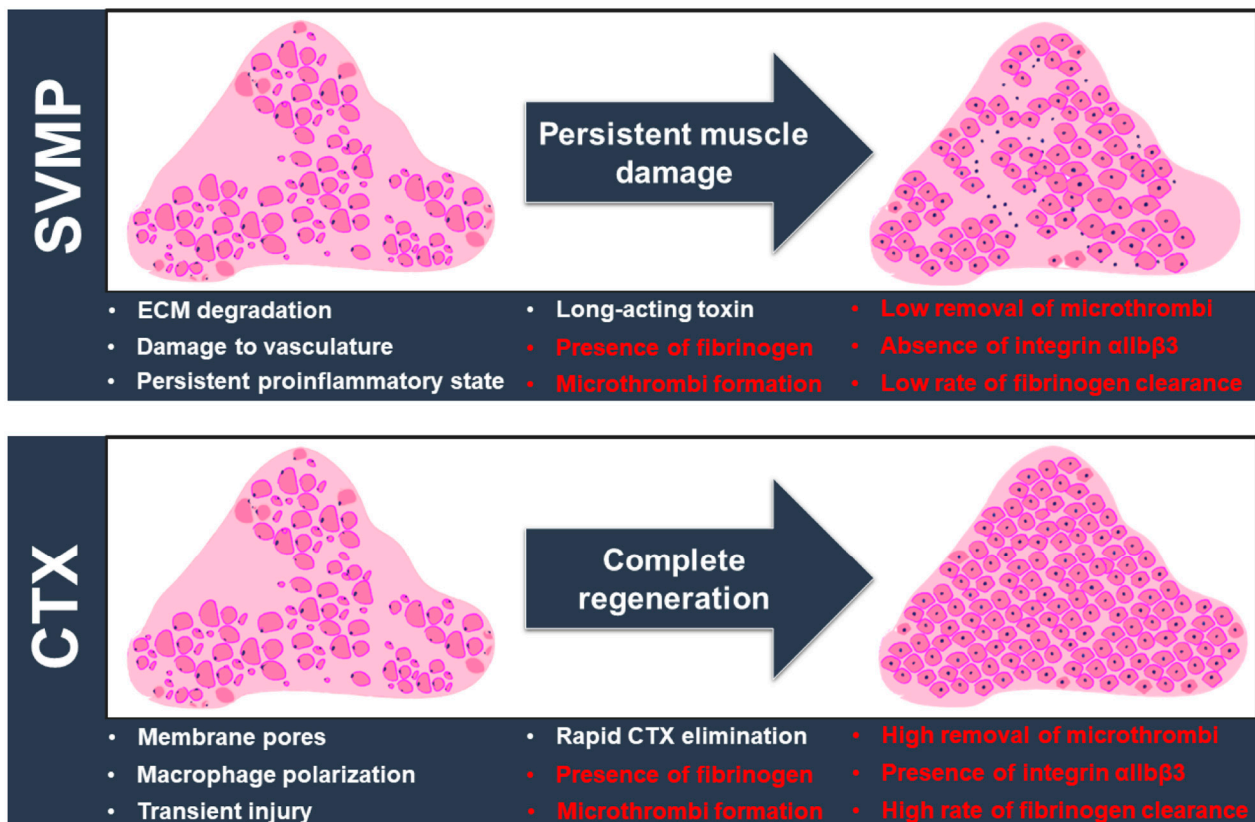 SVMP
Persistent muscle
damage
• ECM degradation
• Damage to vasculature
• Persistent proinflammatory state
• Long-acting toxin
• Presence of fibrinogen
• Microthrombi formation
• Low removal of microthrombi
• Absence of integrin αIIbβ3
• Low rate of fibrinogen clearance
CTX
Complete
regeneration
• Membrane pores
• Macrophage polarization
• Transient injury
• Rapid CTX elimination
• Presence of fibrinogen
• Microthrombi formation
• High removal of microthrombi
• Presence of integrin αIIbβ3
• High rate of fibrinogen clearance